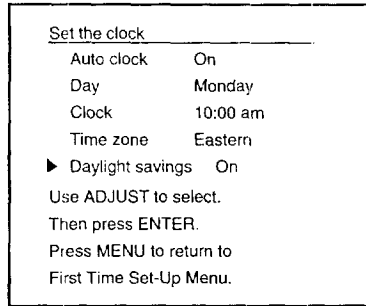 Set the clock
Auto clock On
Day Monday
Clock 10:00 am
Time zone Eastern
▶ Daylight savings On
Use ADJUST to select.
Then press ENTER.
Press MENU to return to
First Time Set-Up Menu.